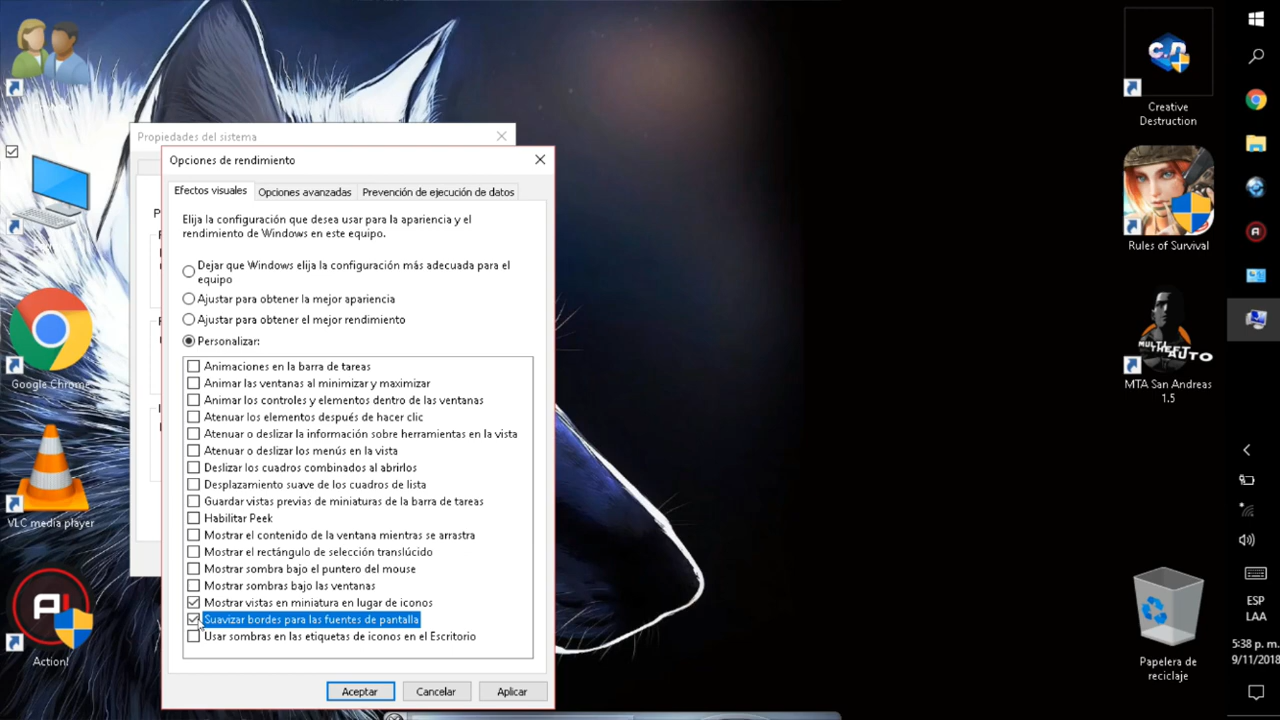 Propiedades del sistema
Opciones de rendimiento
Efectos visuales
Opciones avanzadas
Prevención de ejecución de datos
Elija la configuración que desea usar para la apariencia y el
rendimiento de Windows en este equipo.
Dejar que Windows elija la configuración más adecuada para el
equipo
Ajustar para obtener la mejor apariencia
Ajustar para obtener el mejor rendimiento
Personalizar:
Animaciones en la barra de tareas
Animar las ventanas al minimizar y maximizar
Animar los controles y elementos dentro de las ventanas
Atenuar los elementos después de hacer clic
Atenuar o deslizar la información sobre herramientas en la vista
Atenuar o deslizar los menús en la vista
Deslizar los cuadros combinados al abrirlos
Desplazamiento suave de los cuadros de lista
Guardar vistas previas de miniaturas de la barra de tareas
Habilitar Peek
Mostrar el contenido de la ventana mientras se arrastra
Mostrar el rectángulo de selección translúcido
Mostrar sombra bajo el puntero del mouse
Mostrar sombras bajo las ventanas
Mostrar vistas en miniatura en lugar de iconos
Suavizar bordes para las fuentes de pantalla
Usar sombras en las etiquetas de iconos en el Escritorio
Aceptar
Cancelar
Aplicar
Google Chrome
VLC media player
Action!
Creative
Destruction
Rules of Survival
MULTI THEFT AUTO
MTA San Andreas
1.5
Papelera de
reciclaje
ESP
LAA
5:38 p. m.
9/11/2018